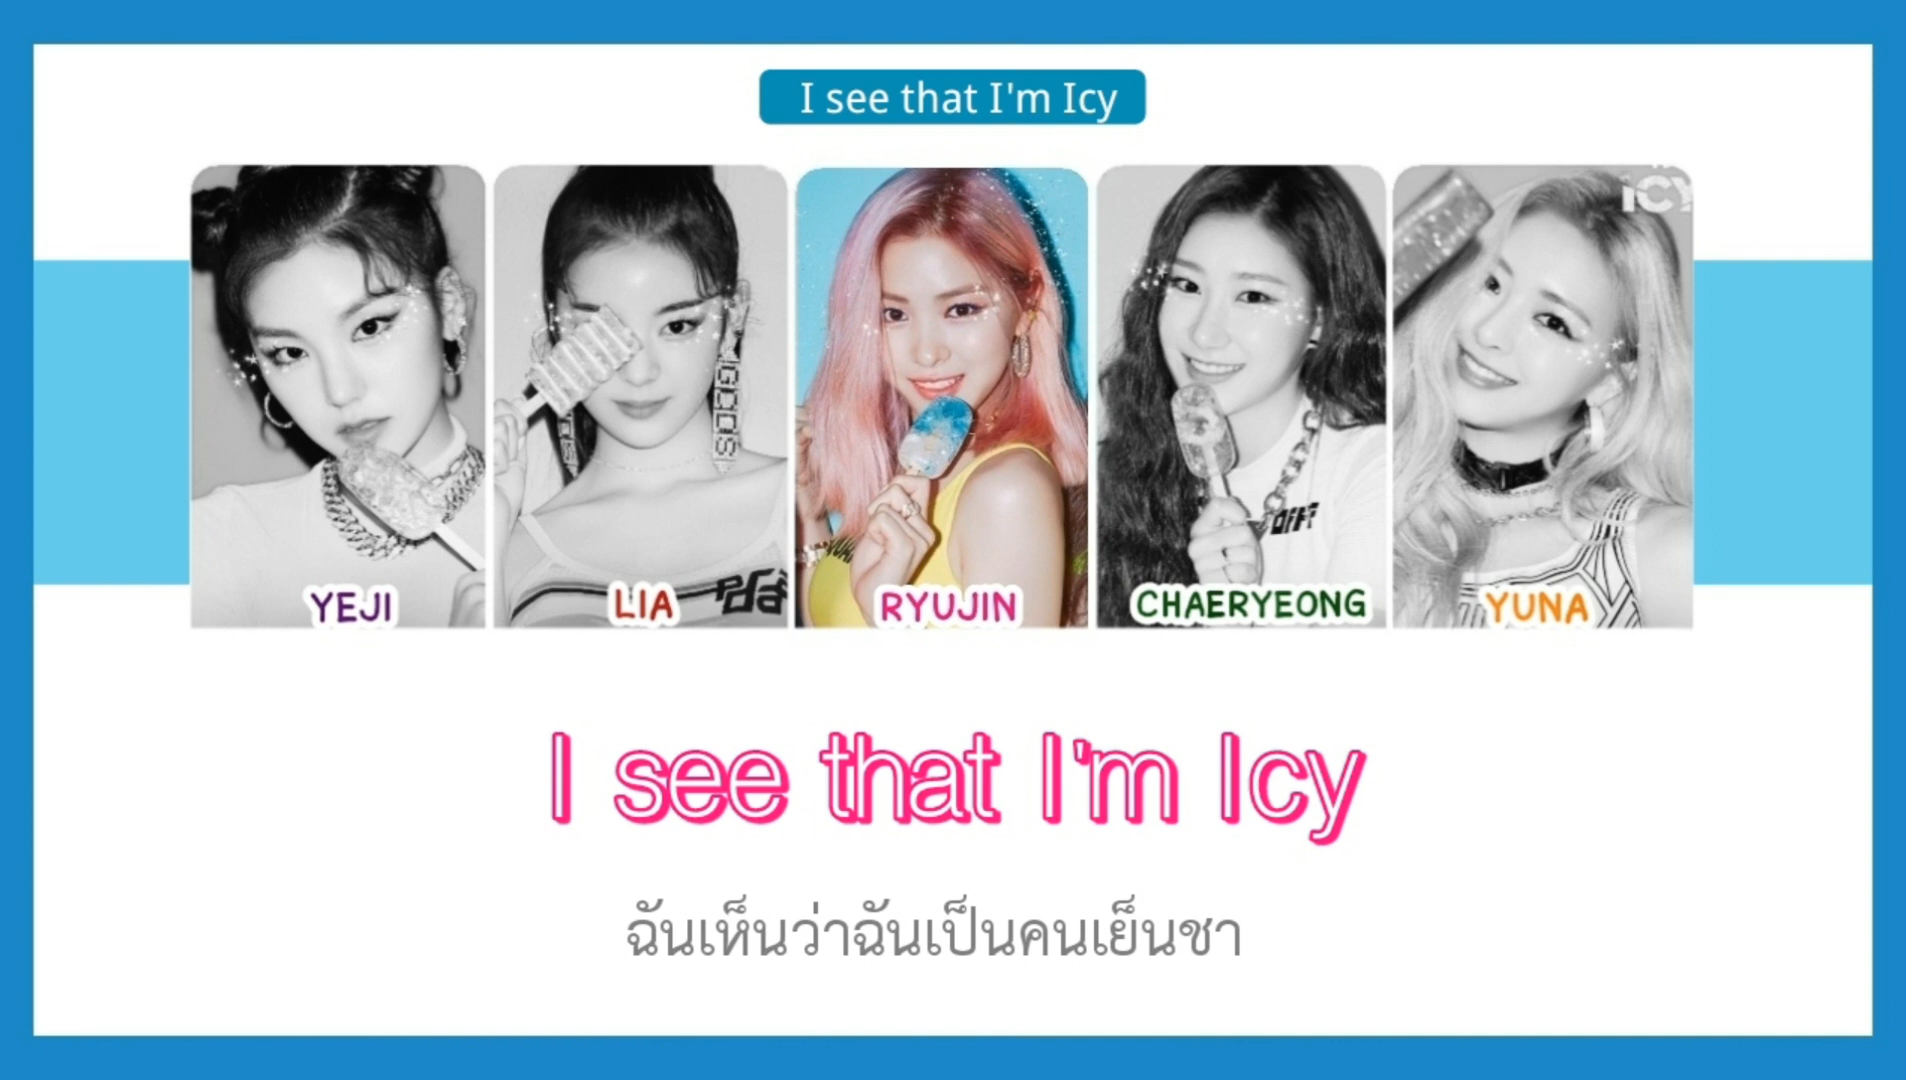 I see that I'm Icy
ICY
YEJI
LIA
RYUJIN
CHAERYEONG
YUNA
I see that I'm Icy
ฉันเห็นว่าฉันเป็นคนเย็นชา